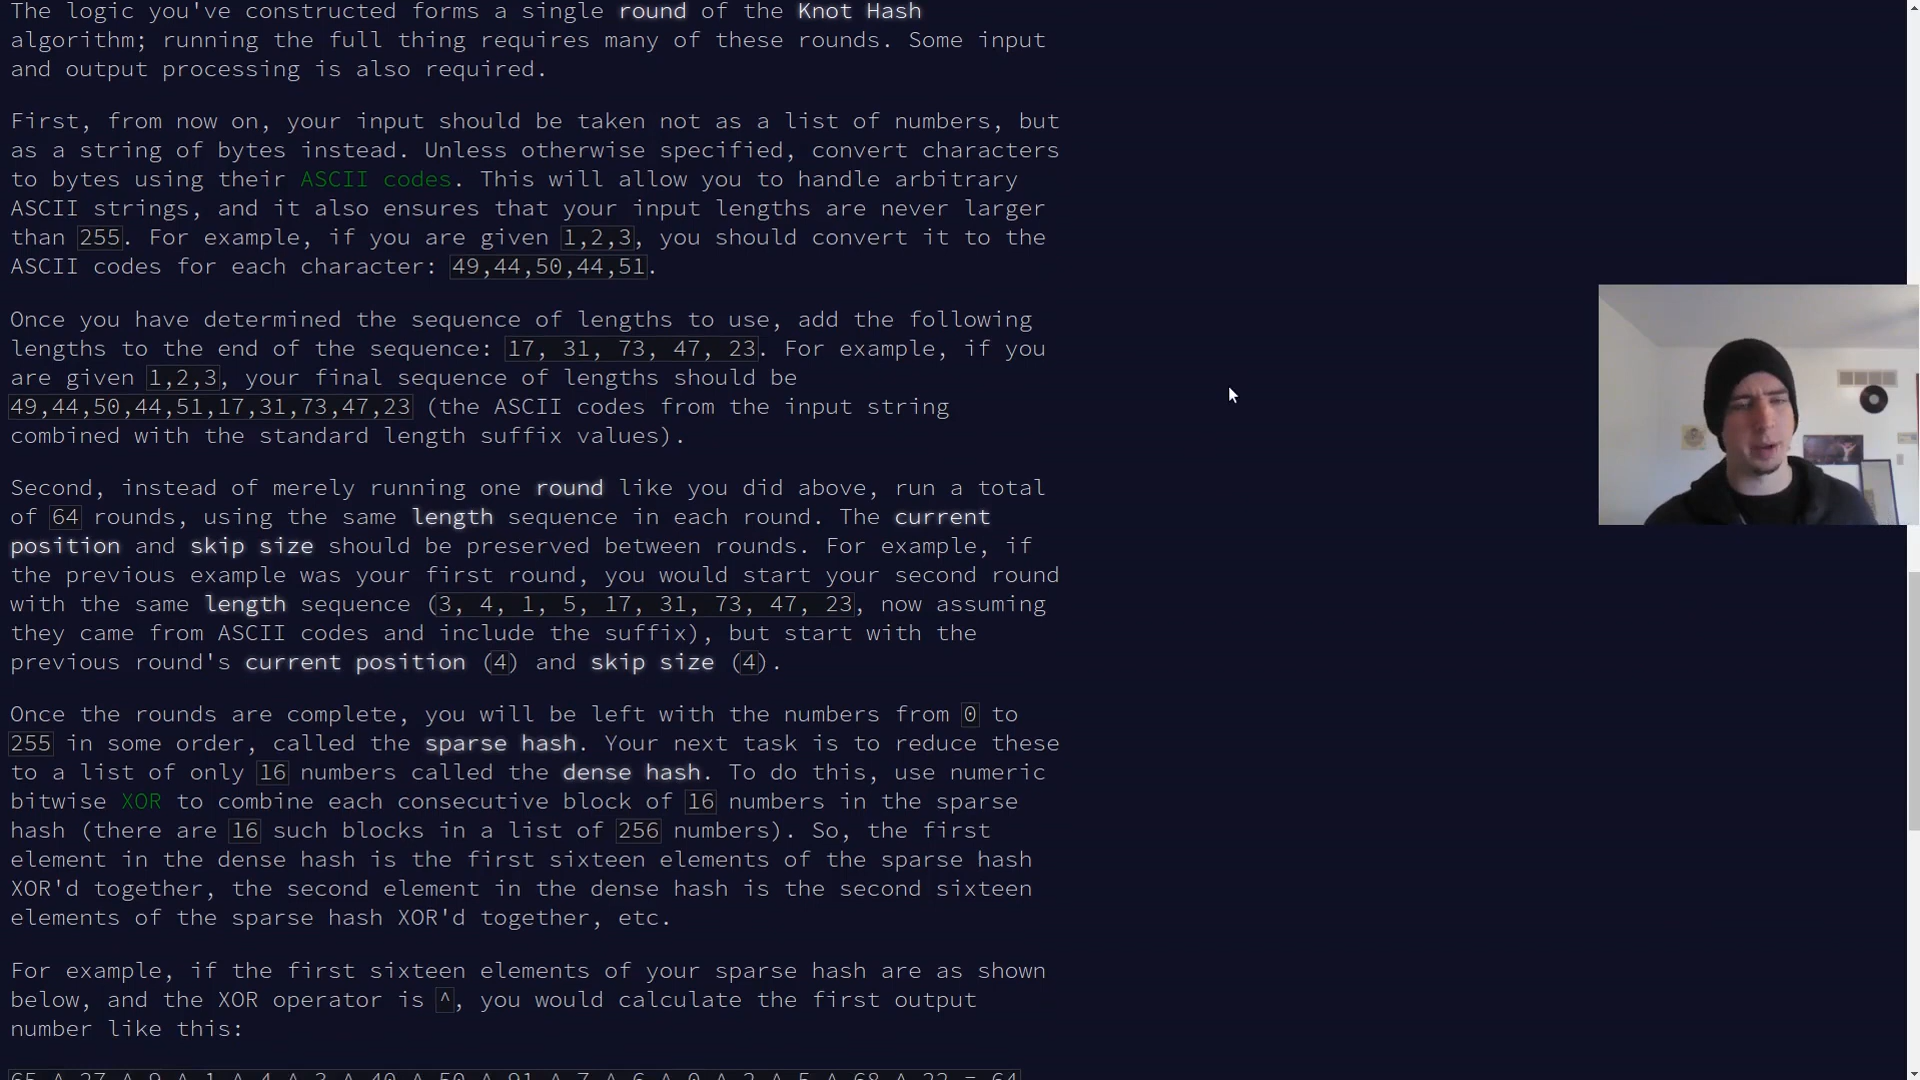 The logic you've constructed forms a single round of the Knot Hash
algorithm; running the full thing requires many of these rounds. Some input
and output processing is also required.
First, from now on, your input should be taken not as a list of numbers, but
as a string of bytes instead. Unless otherwise specified, convert characters
to bytes using their ASCII codes. This will allow you to handle arbitrary
ASCII strings, and it also ensures that your input lengths are never larger
than 255. For example, if you are given 1,2,3, you should convert it to the
ASCII codes for each character: 49,44,50,44,51.
Once you have determined the sequence of lengths to use, add the following
lengths to the end of the sequence: 17, 31, 73, 47, 23. For example, if you
are given 1,2,3, your final sequence of lengths should be
49,44,50,44,51,17,31,73,47,23 (the ASCII codes from the input string
combined with the standard length suffix values).
Second, instead of merely running one round like you did above, run a total
of 64 rounds, using the same length sequence in each round. The current
position and skip size should be preserved between rounds. For example, if
the previous example was your first round, you would start your second round
with the same length sequence (3, 4, 1, 5, 17, 31, 73, 47, 23, now assuming
they came from ASCII codes and include the suffix), but start with the
previous round's current position (4) and skip size (4).
Once the rounds are complete, you will be left with the numbers from 0 to
255 in some order, called the sparse hash. Your next task is to reduce these
to a list of only 16 numbers called the dense hash. To do this, use numeric
bitwise XOR to combine each consecutive block of 16 numbers in the sparse
hash (there are 16 such blocks in a list of 256 numbers). So, the first
element in the dense hash is the first sixteen elements of the sparse hash
XOR'd together, the second element in the dense hash is the second sixteen
elements of the sparse hash XOR'd together, etc.
For example, if the first sixteen elements of your sparse hash are as shown
below, and the XOR operator is ^, you would calculate the first output
number like this:
65 ^ 27 ^ 9 ^ 1 ^ 4 ^ 3 ^ 40 ^ 50 ^ 91 ^ 7 ^ 6 ^ 0 ^ 2 ^ 5 ^ 68 ^ 22 = 64